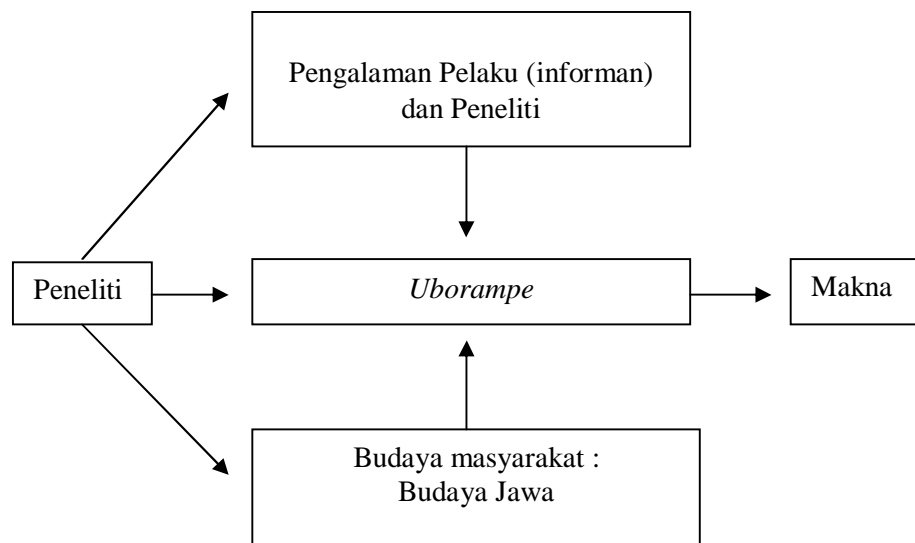 Pengalaman Pelaku (informan)
dan Peneliti
Peneliti
Uborampe
Makna
Budaya masyarakat :
Budaya Jawa